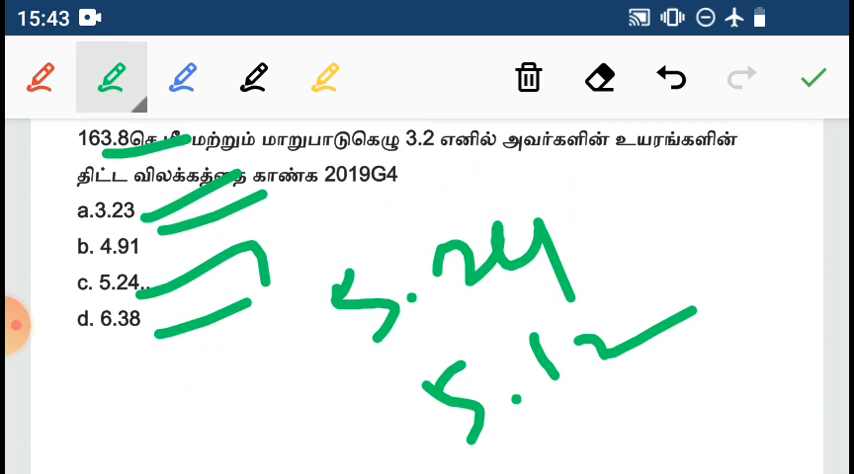 15:43
163.8செ.மீ மற்றும் மாறுபாடுகெழு 3.2 எனில் அவர்களின் உயரங்களின்
திட்ட விலக்கத்தை காண்க 2019G4
a.3.23
b. 4.91
c. 5.24..
d. 6.38
5.24
5.12